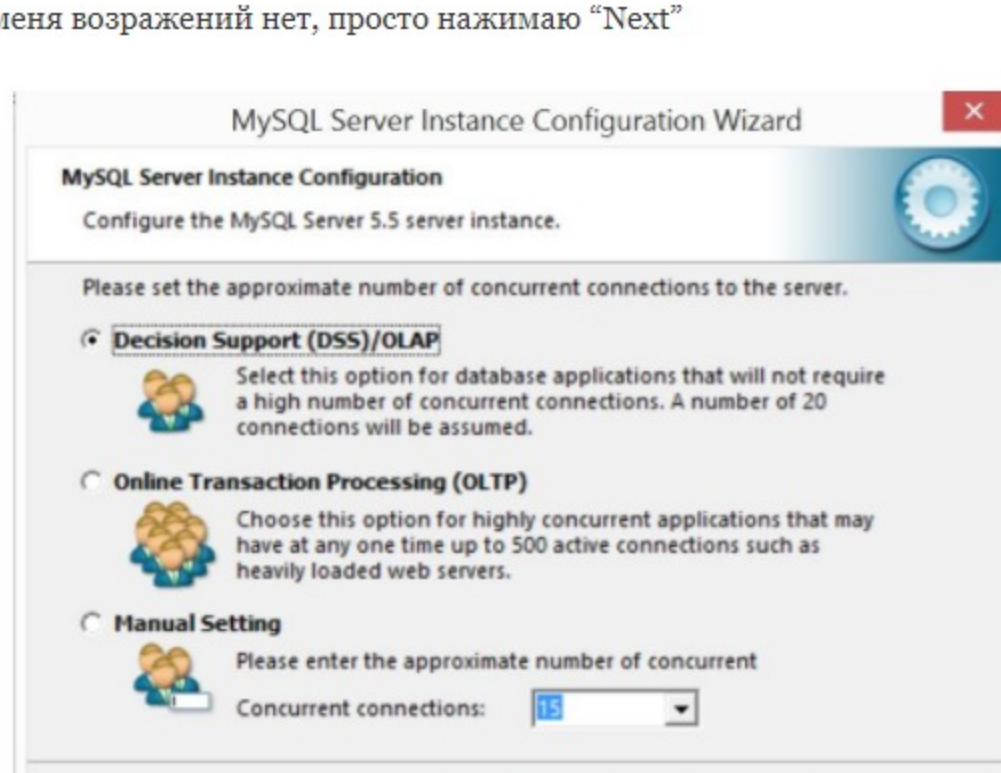 меня возражений нет, просто нажимаю “Next”
MySQL Server Instance Configuration Wizard
MySQL Server Instance Configuration
Configure the MySQL Server 5.5 server instance.
Please set the approximate number of concurrent connections to the server.
Decision Support (DSS)/OLAP
Select this option for database applications that will not require
a high number of concurrent connections. A number of 20
connections will be assumed.
Online Transaction Processing (OLTP)
Choose this option for highly concurrent applications that may
have at any one time up to 500 active connections such as
heavily loaded web servers.
Manual Setting
Please enter the approximate number of concurrent
Concurrent connections: 15